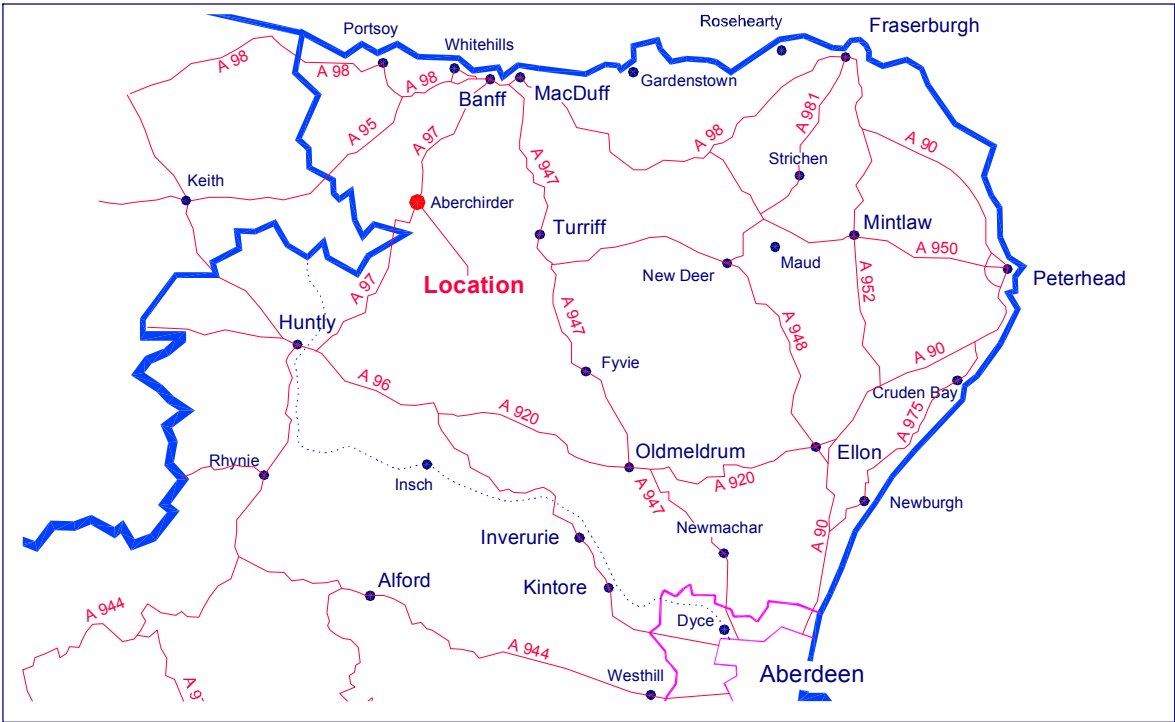 Rosehearty
Fraserburgh
Portsoy
Whitehills
A 98
A 98
A 98
Gardenstown
Banff
MacDuff
A 981
A 95
A 97
A 98
A 90
Strichen
A 947
Keith
Aberchirder
Turriff
Mintlaw
A 950
Maud
New Deer
Peterhead
Location
A 97
A 952
Huntly
A 947
A 948
A 90
Fyvie
A 96
Cruden Bay
A 920
A 975
Oldmeldrum
Ellon
Rhynie
Insch
A 920
A 947
Newburgh
Newmachar
Inverurie
A 90
Alford
Kintore
A 944
Dyce
A 944
Westhill
Aberdeen